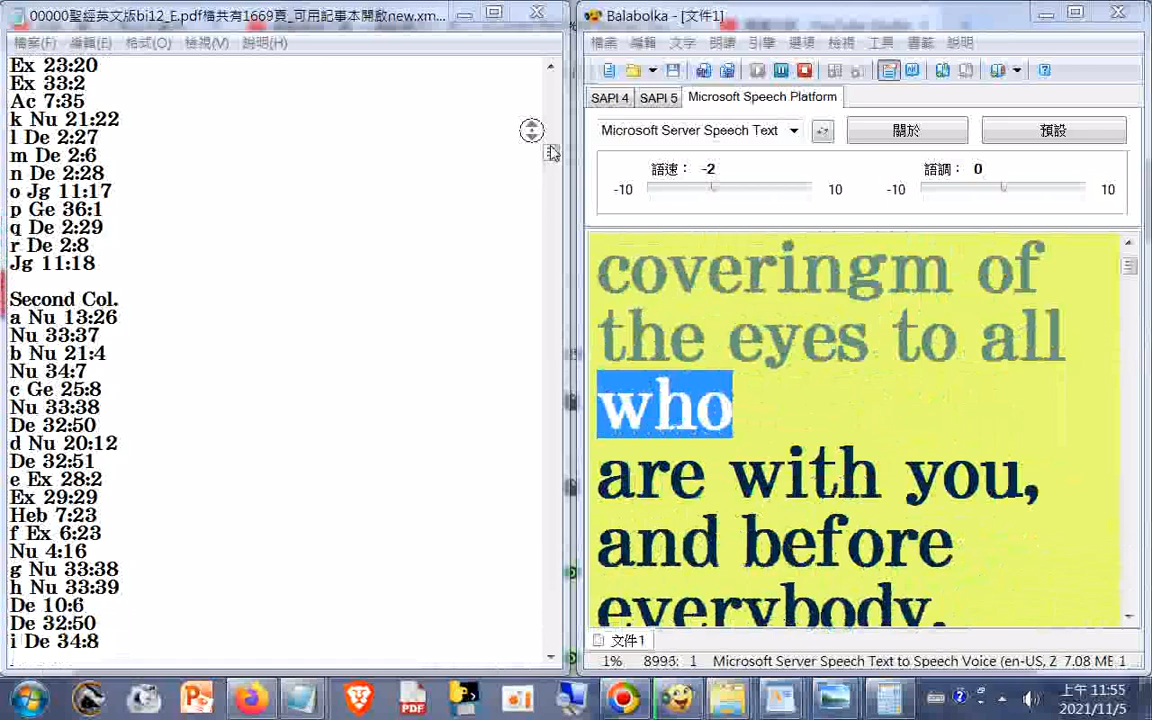 00000聖經英文版bi12_E.pdf檔共有1669頁_可用記事本開啟new.xm...
檔案(F) 編輯(E) 格式(O) 檢視(V) 說明(H)
Ex 23:20
Ex 33:2
Ac 7:35
k Nu 21:22
l De 2:27
m De 2:6
n De 2:28
o Jg 11:17
p Ge 36:1
q De 2:29
r De 2:8
Jg 11:18
Second Col.
a Nu 13:26
Nu 33:37
b Nu 21:4
Nu 34:7
c Ge 25:8
Nu 33:38
De 32:50
d Nu 20:12
De 32:51
e Ex 28:2
Ex 29:29
Heb 7:23
f Ex 6:23
Nu 4:16
g Nu 33:38
h Nu 33:39
De 10:6
De 32:50
i De 34:8
Balabolka - [文件1]
檔案 編輯 文字 朗讀 引擎 選項 檢視 工具 書籤 說明
SAPI 4 SAPI 5 Microsoft Speech Platform
Microsoft Server Speech Text 關於 預設
語速： -2 語調： 0
-10 10 -10 10
coveringm of
the eyes to all
who
are with you,
and before
everybody,
文件1
1% 8993: 1 Microsoft Server Speech Text to Speech Voice (en-US, Z 7.08 ME 1
PDF
上午 11:55
2021/11/5